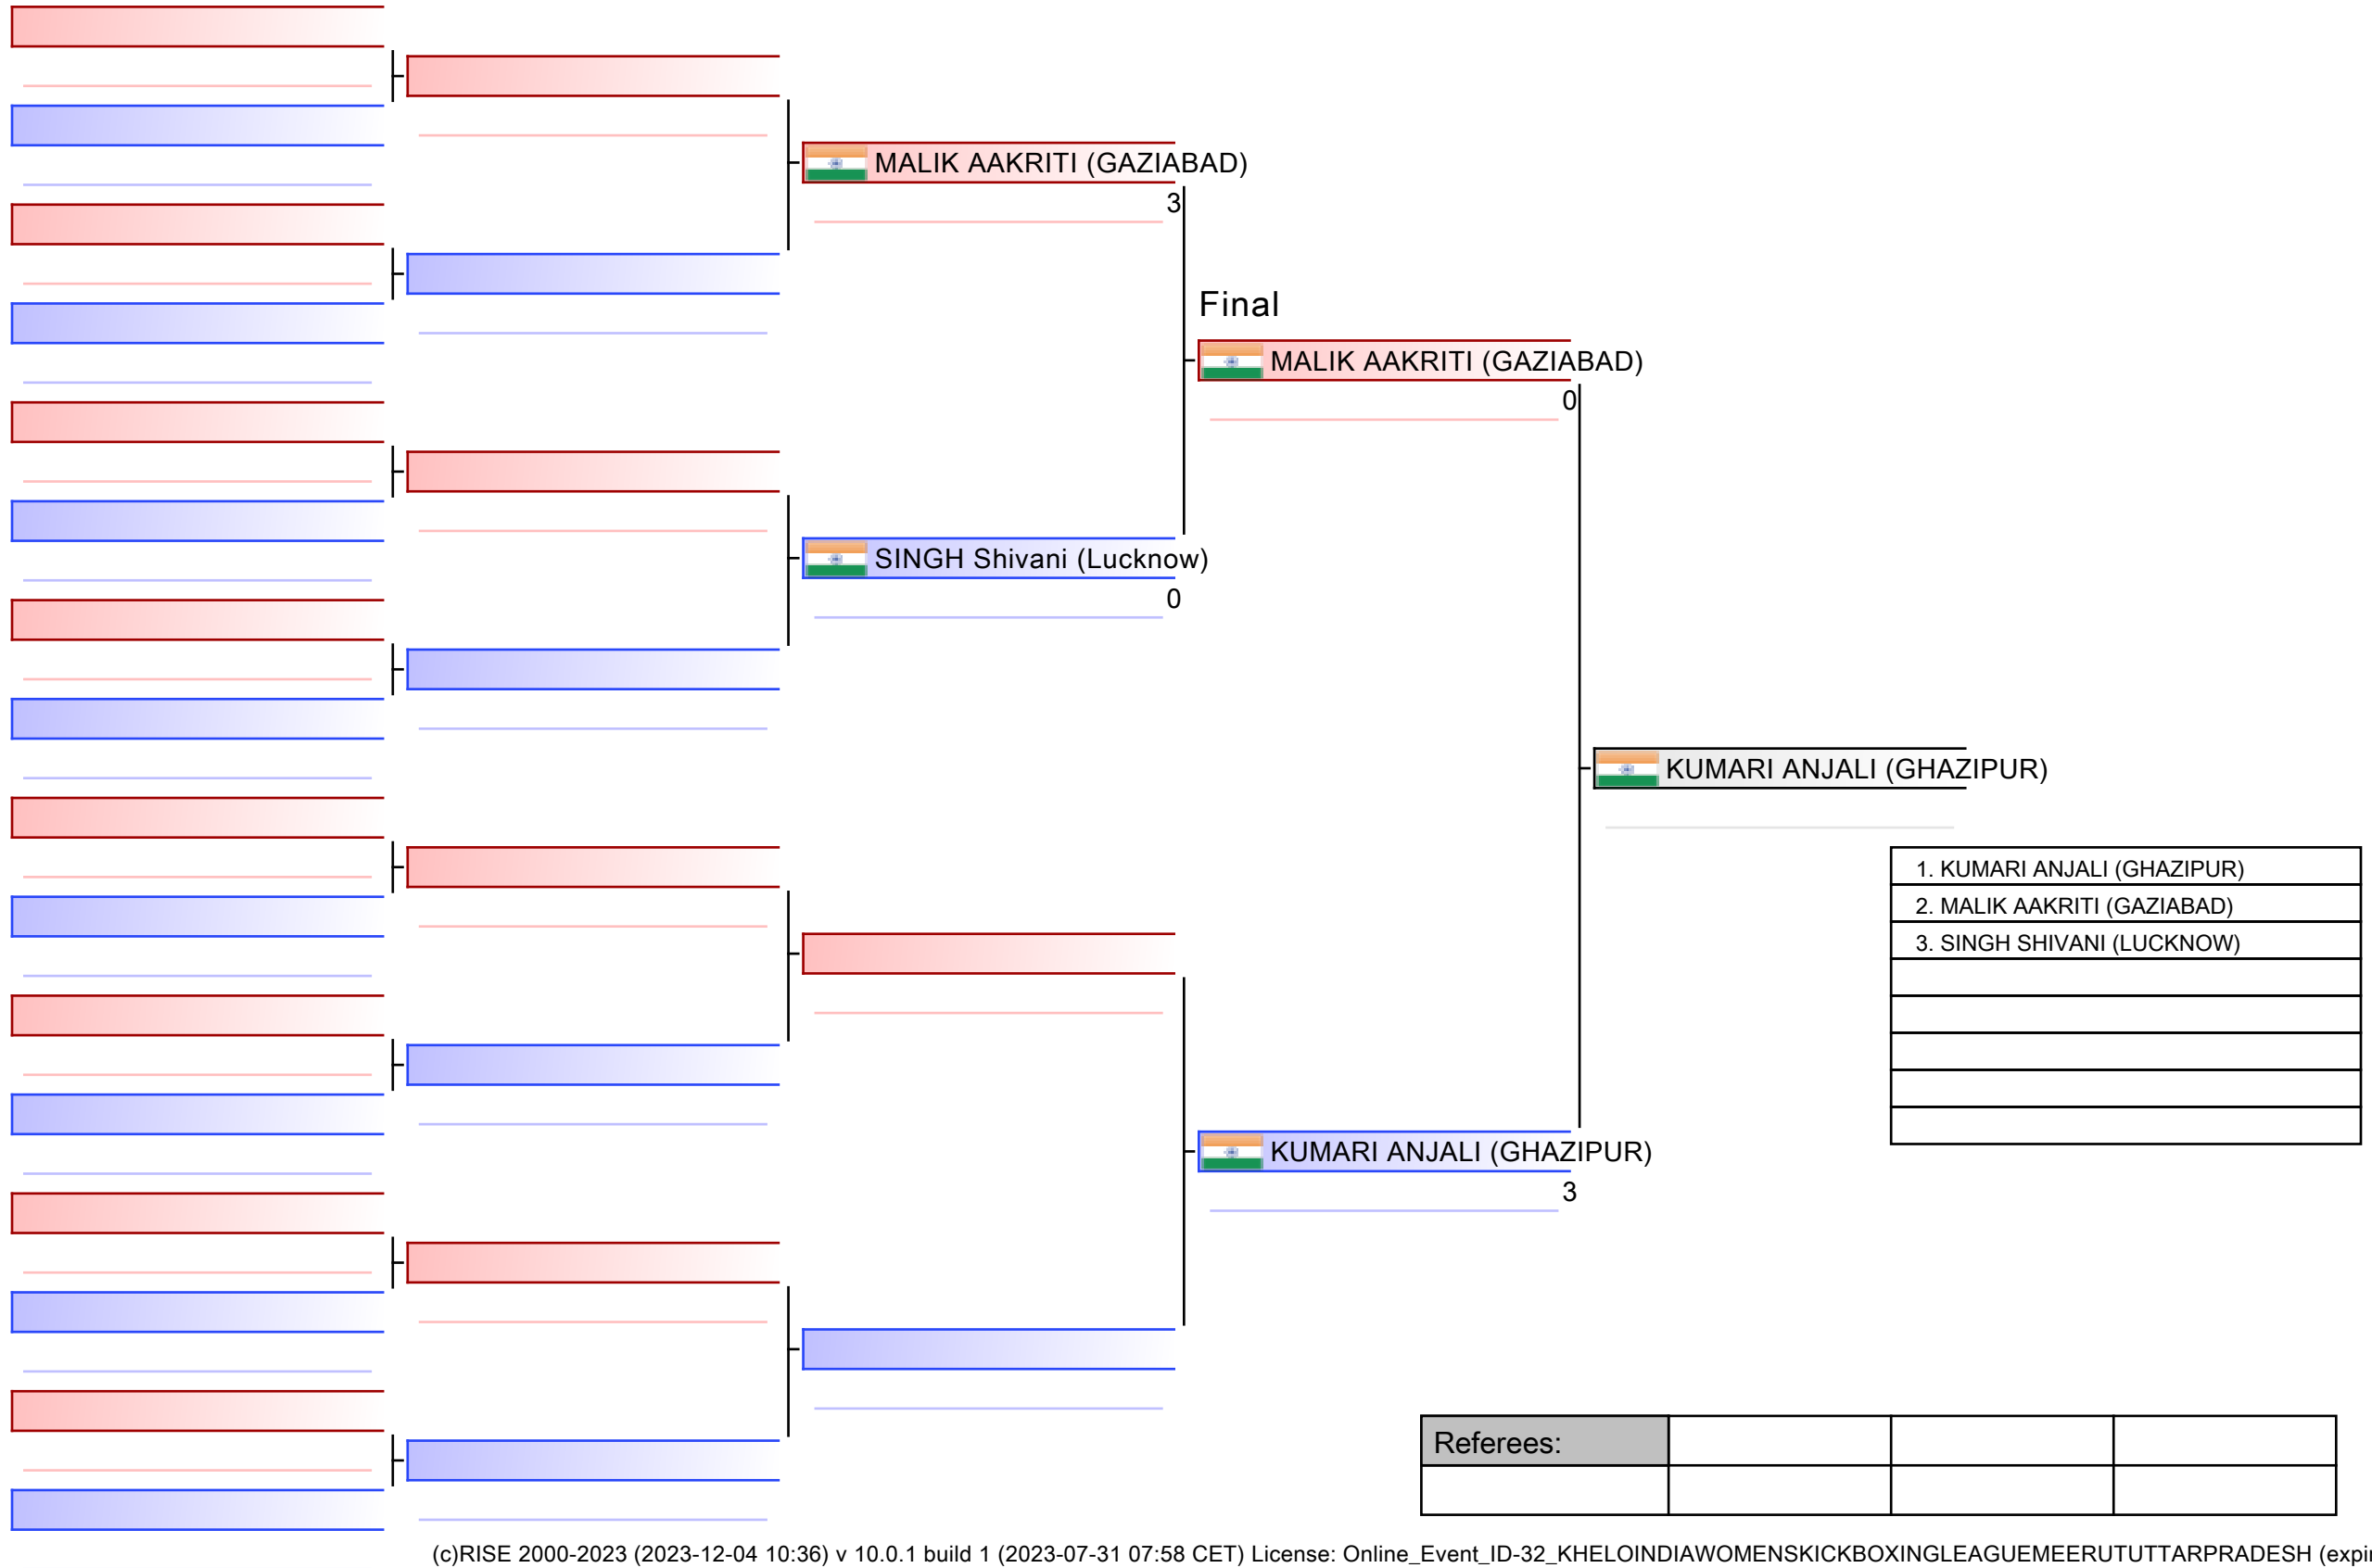 MALIK AAKRITI (GAZIABAD)
3
Final
MALIK AAKRITI (GAZIABAD)
0
SINGH Shivani (Lucknow)
0
KUMARI ANJALI (GHAZIPUR)
1. KUMARI ANJALI (GHAZIPUR)
2. MALIK AAKRITI (GAZIABAD)
3. SINGH SHIVANI (LUCKNOW)
KUMARI ANJALI (GHAZIPUR)
3
Referees:
(c)RISE 2000-2023 (2023-12-04 10:36) v 10.0.1 build 1 (2023-07-31 07:58 CET) License: Online_Event_ID-32_KHELOINDIAWOMENSKICKBOXINGLEAGUEMEERUTUTTARPRADESH (expi